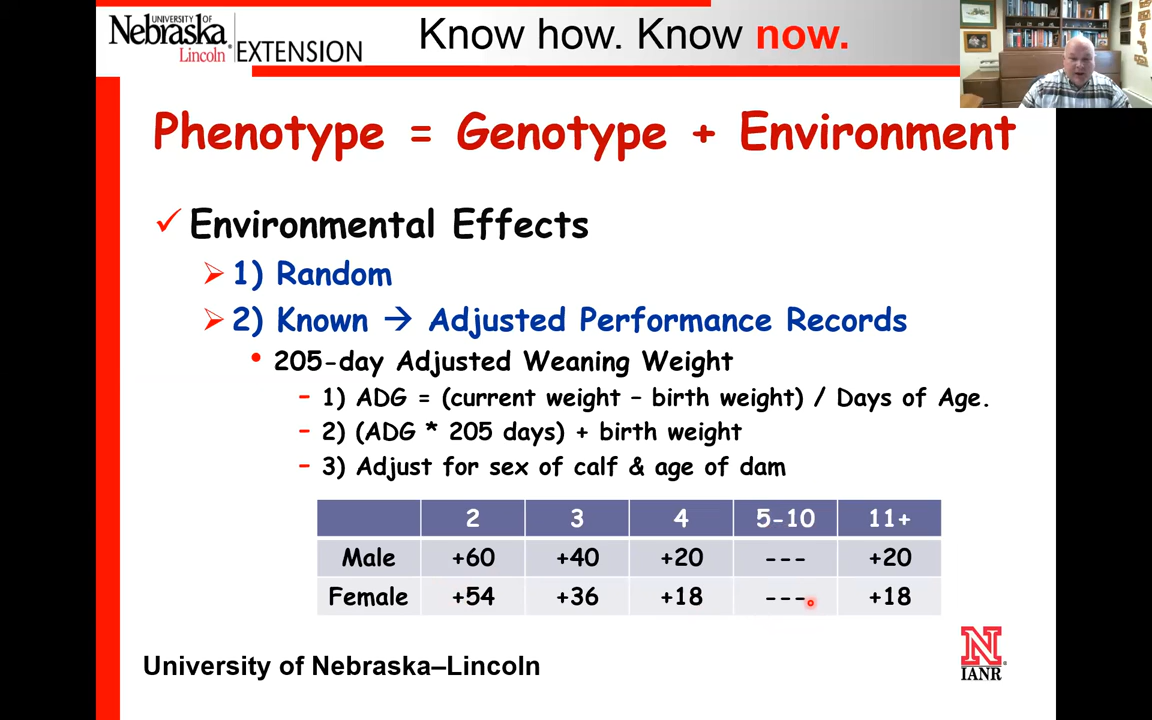 UNIVERSITY OF
Nebraska
Lincoln
EXTENSION
Know how. Know now.
Phenotype = Genotype + Environment
✓ Environmental Effects
➢ 1) Random
➢ 2) Known → Adjusted Performance Records
• 205-day Adjusted Weaning Weight
– 1) ADG = (current weight – birth weight) / Days of Age.
– 2) (ADG * 205 days) + birth weight
– 3) Adjust for sex of calf & age of dam
2 3 4 5-10 11+
Male +60 +40 +20 --- +20
Female +54 +36 +18 --- +18
University of Nebraska–Lincoln
N
IANR